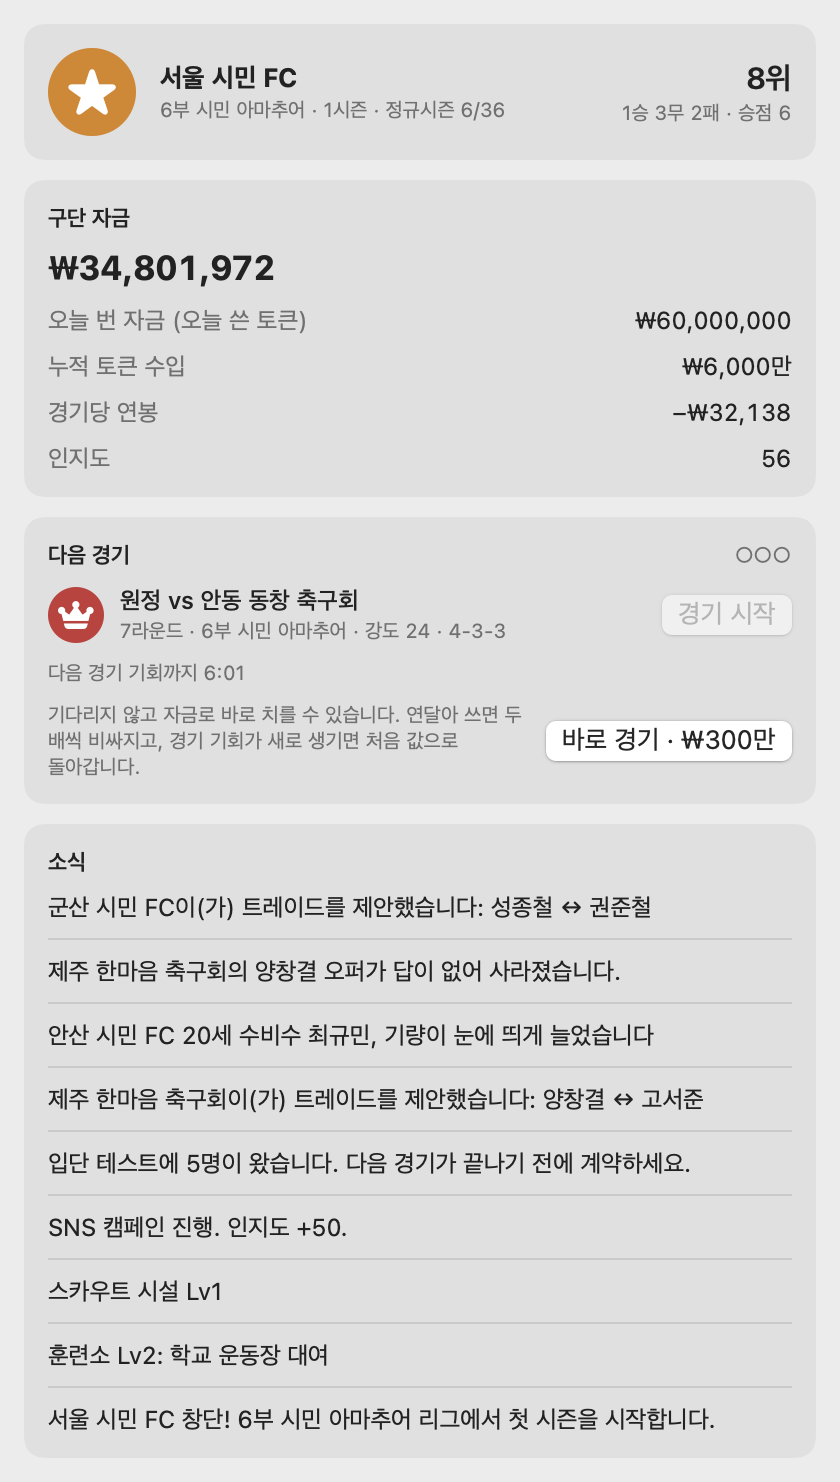 서울 시민 FC
6부 시민 아마추어 · 1시즌 · 정규시즌 6/36
8위
1승 3무 2패 · 승점 6
구단 자금
₩34,801,972
오늘 번 자금 (오늘 쓴 토큰)
₩60,000,000
누적 토큰 수입
₩6,000만
경기당 연봉
–₩32,138
인지도
56
다음 경기
원정 vs 안동 동창 축구회
7라운드 · 6부 시민 아마추어 · 강도 24 · 4-3-3
경기 시작
다음 경기 기회까지 6:01
기다리지 않고 자금로 바로 치를 수 있습니다. 연달아 쓰면 두
배씩 비싸지고, 경기 기회가 새로 생기면 처음 값으로
돌아갑니다.
바로 경기 · ₩300만
소식
군산 시민 FC이(가) 트레이드를 제안했습니다: 성종철 ↔ 권준철
제주 한마음 축구회의 양창결 오퍼가 답이 없어 사라졌습니다.
안산 시민 FC 20세 수비수 최규민, 기량이 눈에 띄게 늘었습니다
제주 한마음 축구회이(가) 트레이드를 제안했습니다: 양창결 ↔ 고서준
입단 테스트에 5명이 왔습니다. 다음 경기가 끝나기 전에 계약하세요.
SNS 캠페인 진행. 인지도 +50.
스카우트 시설 Lv1
훈련소 Lv2: 학교 운동장 대여
서울 시민 FC 창단! 6부 시민 아마추어 리그에서 첫 시즌을 시작합니다.